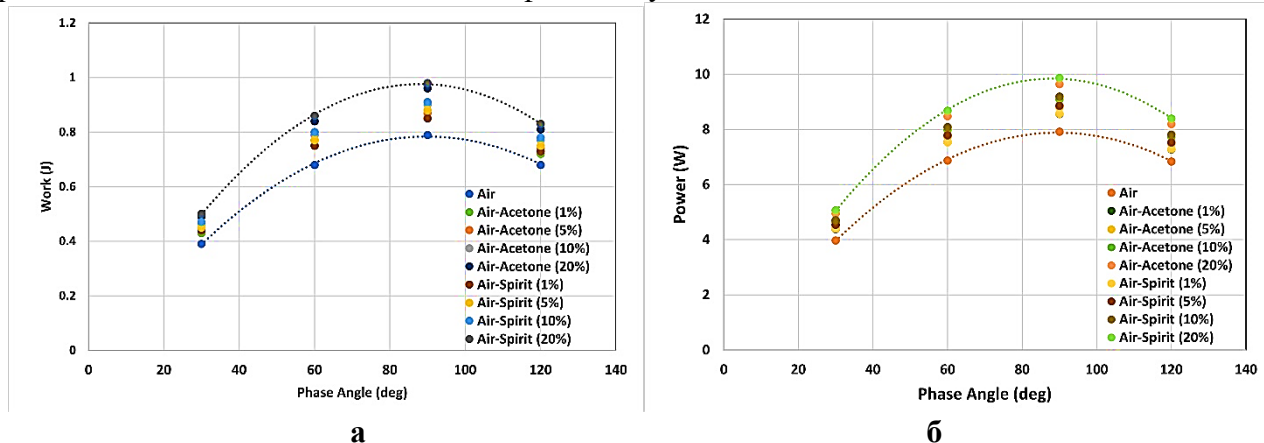 1.2
1
0.8
0.6
0.4
0.2
0
0 20 40 60 80 100 120 140
Work (J)
Phase Angle (deg)
Air
Air-Acetone (1%)
Air-Acetone (5%)
Air-Acetone (10%)
Air-Acetone (20%)
Air-Spirit (1%)
Air-Spirit (5%)
Air-Spirit (10%)
Air-Spirit (20%)
а
12
10
8
6
4
2
0
0 20 40 60 80 100 120 140
Power (W)
Phase Angle (deg)
Air
Air-Acetone (1%)
Air-Acetone (5%)
Air-Acetone (10%)
Air-Acetone (20%)
Air-Spirit (1%)
Air-Spirit (5%)
Air-Spirit (10%)
Air-Spirit (20%)
б